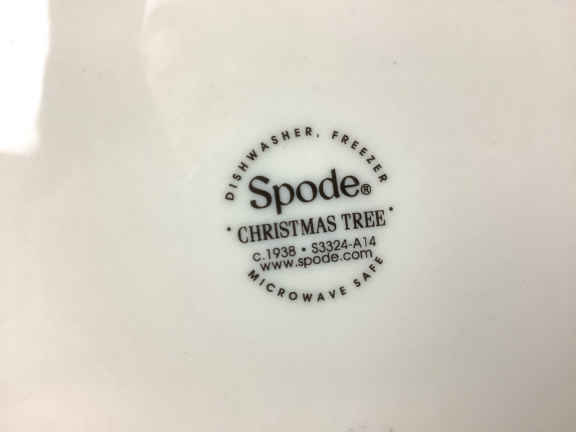 DISHWASHER, FREEZER
Spode®
• CHRISTMAS TREE •
c.1938 • S3324-A14
www.spode.com
MICROWAVE SAFE